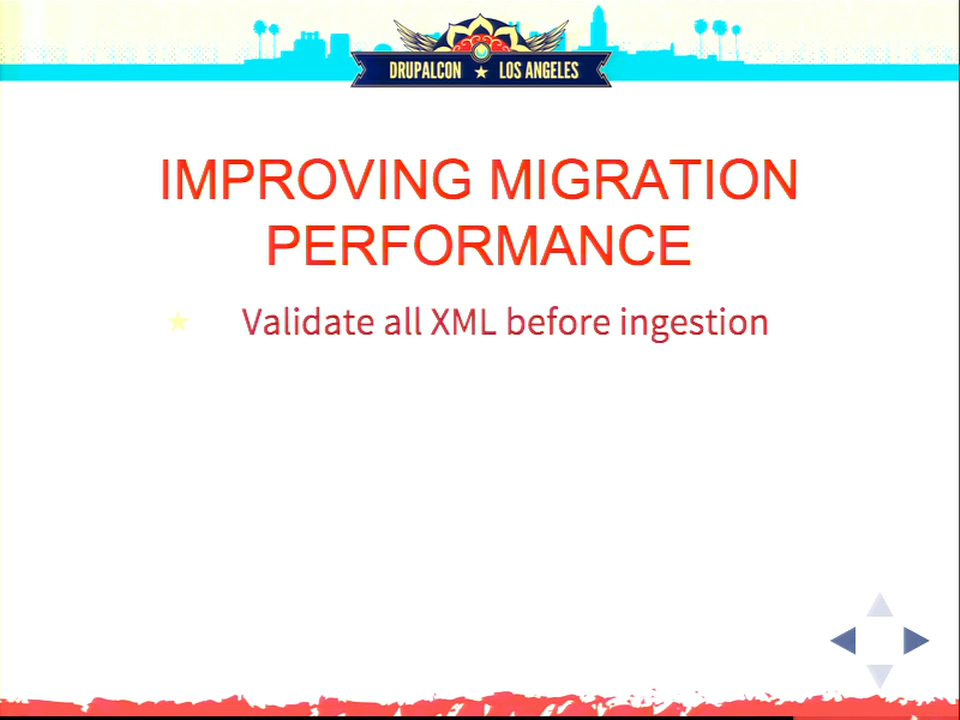 DRUPALCON ★ LOS ANGELES
IMPROVING MIGRATION
PERFORMANCE
★ Validate all XML before ingestion